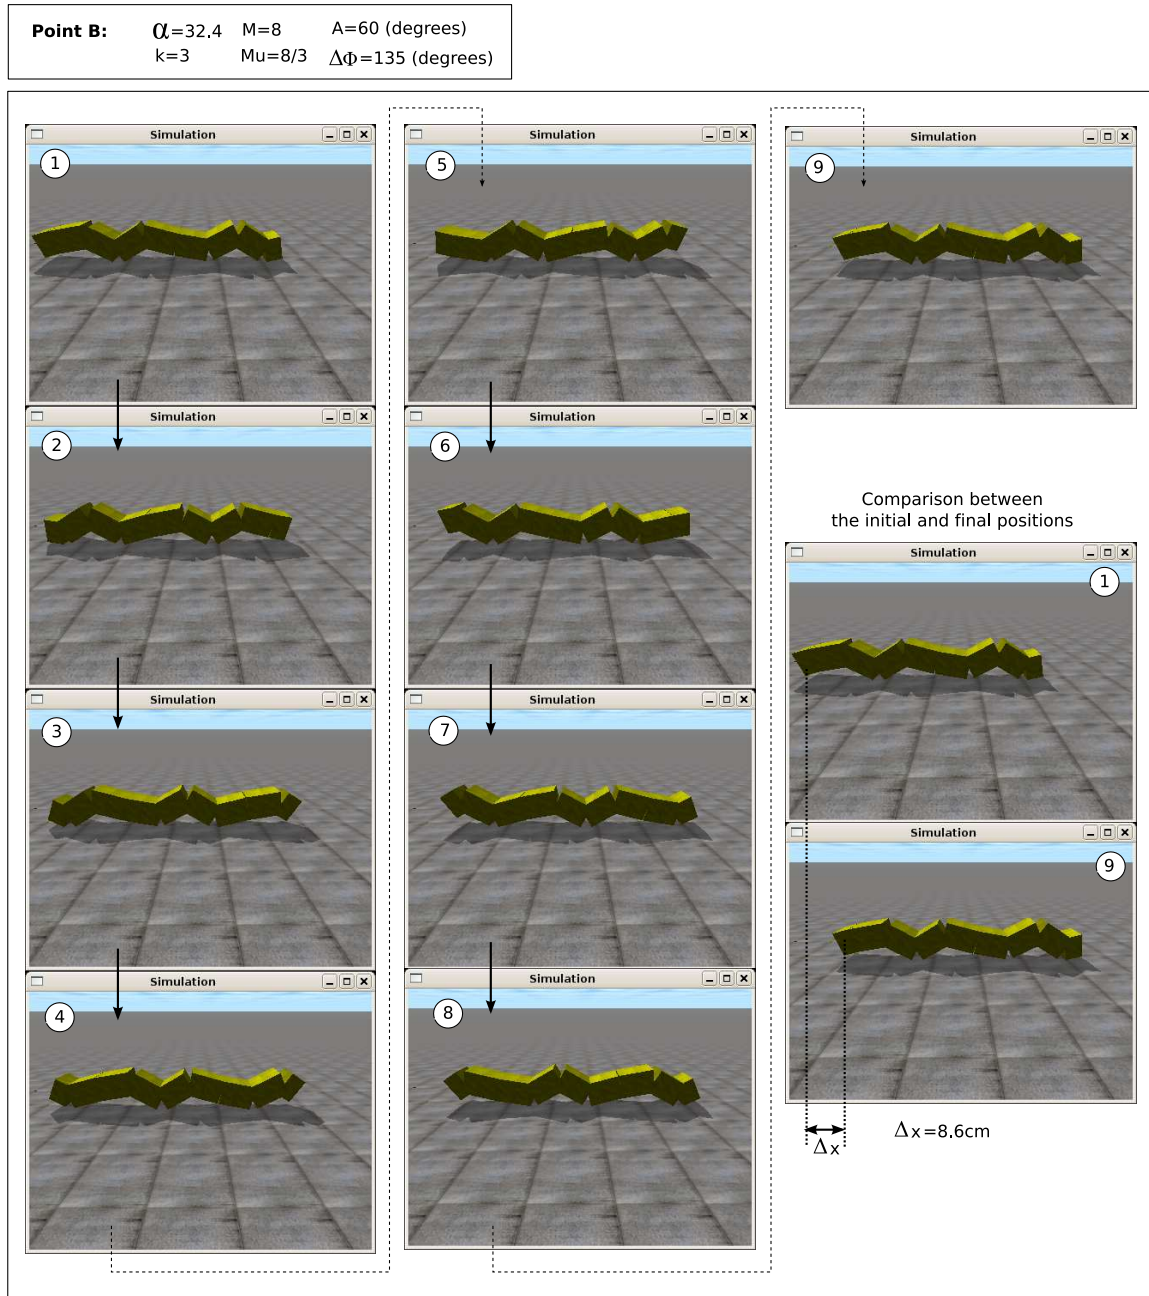 Point B: α=32.4 M=8 A=60 (degrees)
k=3 Mu=8/3 ΔΦ=135 (degrees)
Simulation
1
Simulation
2
Simulation
3
Simulation
4
Simulation
5
Simulation
6
Simulation
7
Simulation
8
Simulation
9
Comparison between
the initial and final positions
Simulation
1
Simulation
9
Δx
Δx=8.6cm